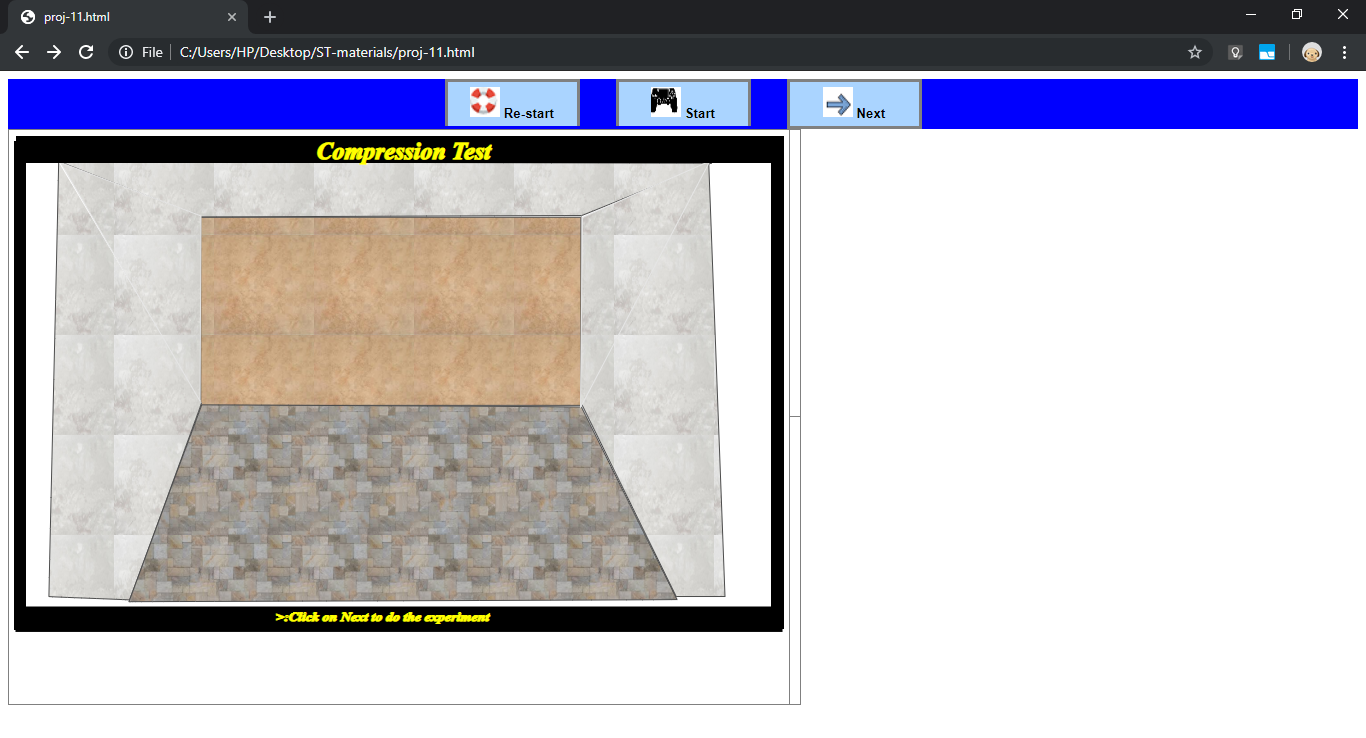 proj-11.html
File
C:/Users/HP/Desktop/ST-materials/proj-11.html
Re-start
Start
Next
Compression Test
>:Click on Next to do the experiment